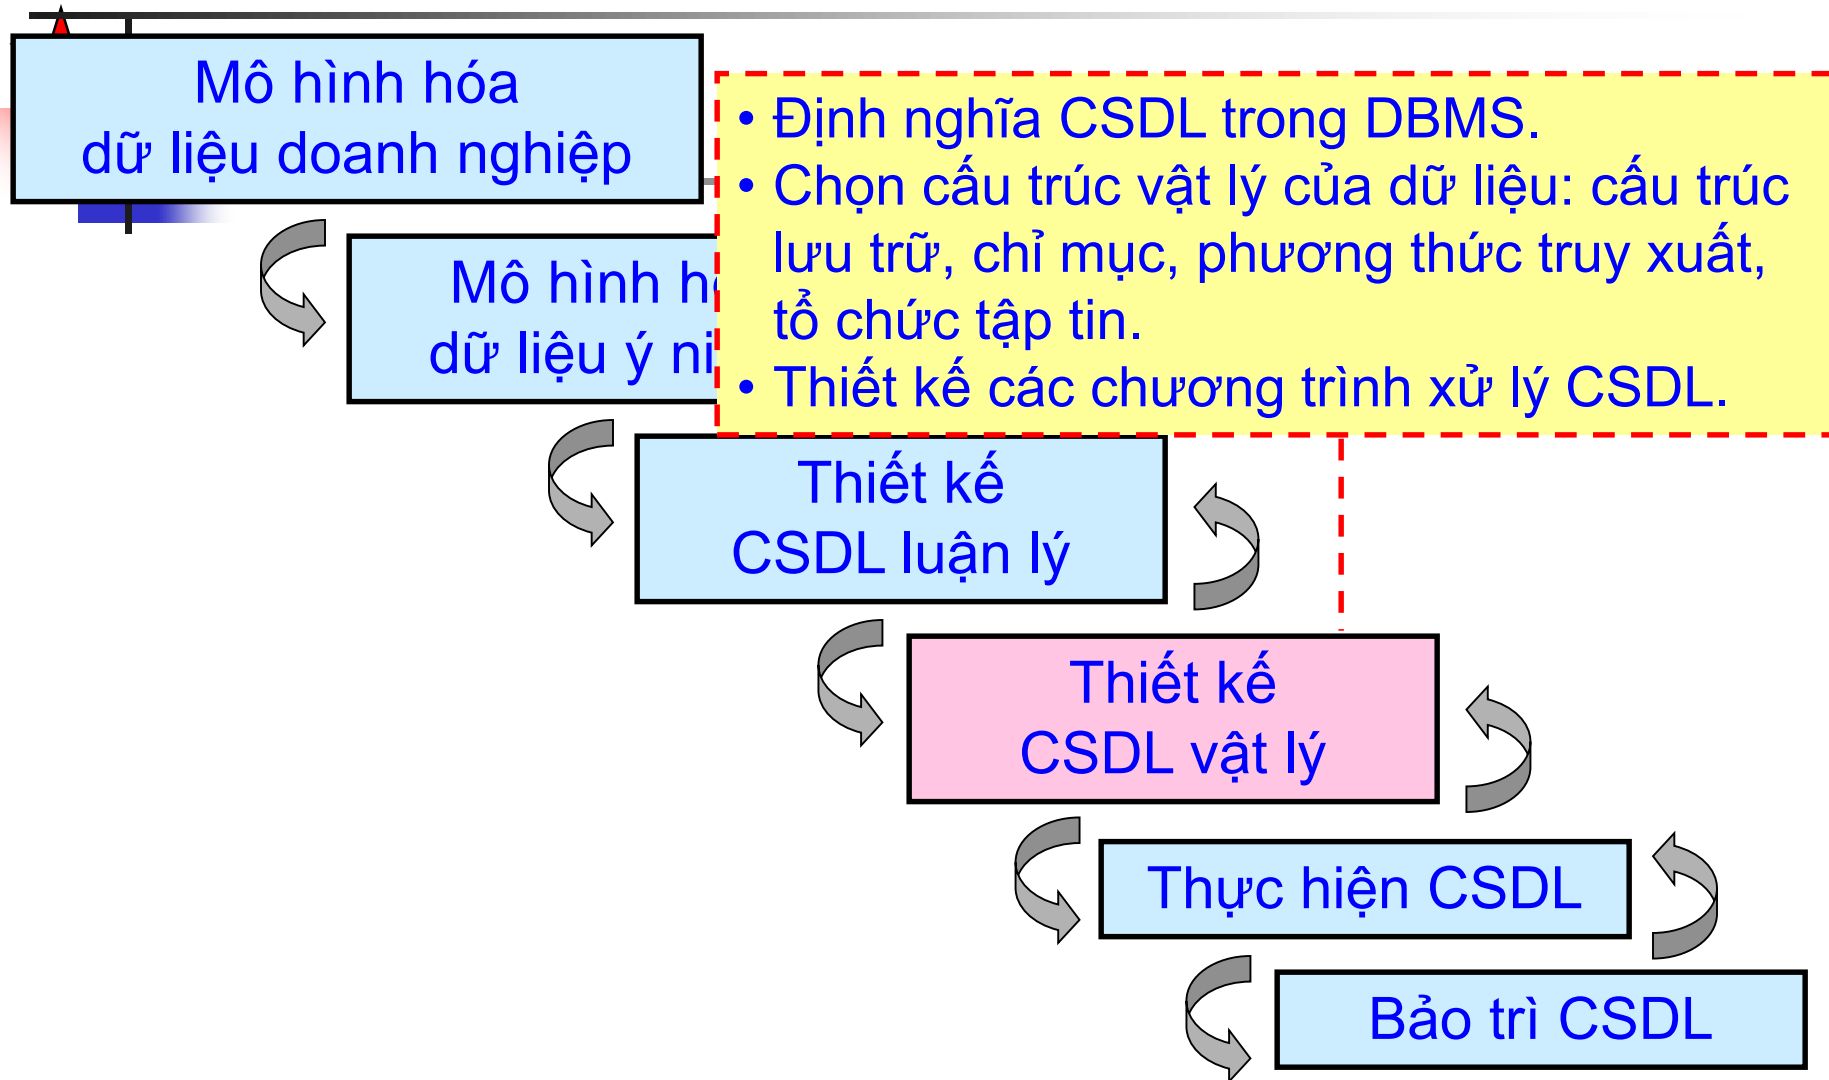 Mô hình hóa
dữ liệu doanh nghiệp
• Định nghĩa CSDL trong DBMS.
• Chọn cấu trúc vật lý của dữ liệu: cấu trúc
lưu trữ, chỉ mục, phương thức truy xuất,
tổ chức tập tin.
• Thiết kế các chương trình xử lý CSDL.
Mô hình
dữ liệu ý
Thiết kế
CSDL luận lý
Thiết kế
CSDL vật lý
Thực hiện CSDL
Bảo trì CSDL